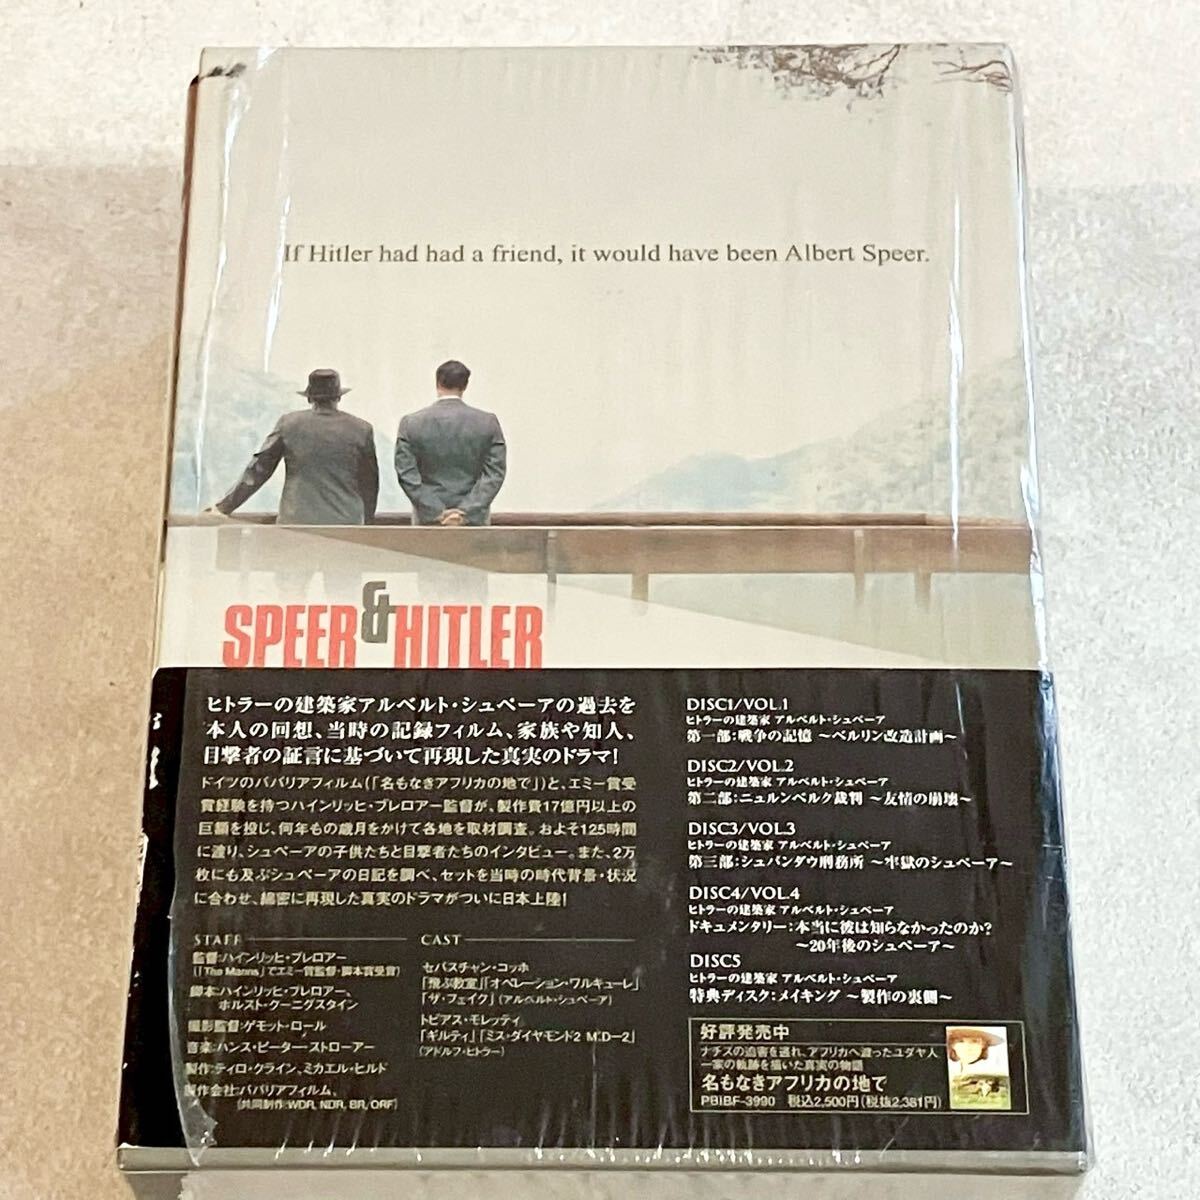 If Hitler had had a friend, it would have been Albert Speer.
SPEER & HITLER
ヒトラーの建築家アルベルト・シュペーアの過去を
本人の回想、当時の記録フィルム、家族や知人、
目撃者の証言に基づいて再現した真実のドラマ!
ドイツのババリアフィルム(「名もなきアフリカの地で」)と、エミー賞受
賞経験を持つハインリッヒ・ブレロアー監督が、製作費17億円以上の
巨額を投じ、何年もの歳月をかけて各地を取材調査。およそ125時間
に渡り、シュペーアの子供たちと目撃者たちのインタビュー。また、2万
枚にも及ぶシュペーアの日記を調べ、セットを当時の時代背景・状況
に合わせ、綿密に再現した真実のドラマがついに日本上陸!
STAFF
監督:ハインリッヒ・ブレロアー
(「The Manns」でエミー賞監督・脚本賞受賞)
脚本:ハインリッヒ・ブレロアー、
ホルスト・クーニグスタイン
撮影監督:ゲモット・ロール
音楽:ハンス・ピーター・ストローアー
製作:ティロ・クライン、ミカエル・ヒルド
製作会社:ババリアフィルム、
(共同制作:WDR, NDR, BR, ORF)
CAST
セバスチャン・コッホ
「飛ぶ教室」「オペレーション・ワルキューレ」
「ザ・フェイク」(アルベルト・シュペーア)
トビアス・モレッティ
「ギルティ」「ミス・ダイヤモンド2 M:D-2」
(アドルフ・ヒトラー)
DISC1/VOL.1
ヒトラーの建築家 アルベルト・シュペーア
第一部:戦争の記憶 ～ベルリン改造計画～
DISC2/VOL.2
ヒトラーの建築家 アルベルト・シュペーア
第二部:ニュルンベルク裁判 ～友情の崩壊～
DISC3/VOL.3
ヒトラーの建築家 アルベルト・シュペーア
第三部:シュパンダウ刑務所 ～牢獄のシュペーア～
DISC4/VOL.4
ヒトラーの建築家 アルベルト・シュペーア
ドキュメンタリー:本当に彼は知らなかったのか?
～20年後のシュペーア～
DISC5
ヒトラーの建築家 アルベルト・シュペーア
特典ディスク:メイキング ～製作の裏側～
好評発売中
ナチスの迫害を逃れ、アフリカへ渡ったユダヤ人
一家の軌跡を描いた真実の物語
名もなきアフリカの地で
PBIBF-3990 税込2,500円(税抜2,381円)